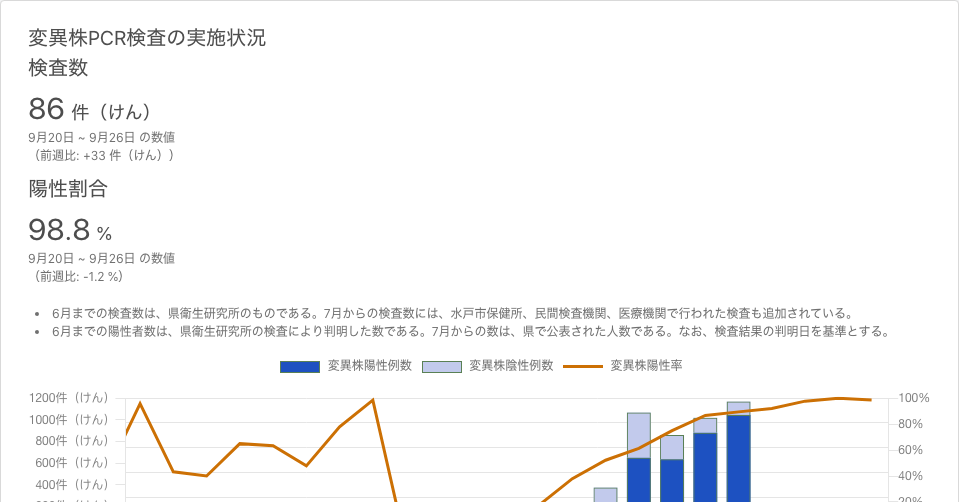 変異株PCR検査の実施状況
検査数
86 件（けん）
9月20日 ~ 9月26日 の数値
（前週比: +33 件（けん））
陽性割合
98.8 %
9月20日 ~ 9月26日 の数値
（前週比: -1.2 %）
• 6月までの検査数は、県衛生研究所のものである。7月からの検査数には、水戸市保健所、民間検査機関、医療機関で行われた検査も追加されている。
• 6月までの陽性者数は、県衛生研究所の検査により判明した数である。7月からの数は、県で公表された人数である。なお、検査結果の判明日を基準とする。
変異株陽性例数 変異株陰性例数 変異株陽性率
1200件（けん） 100%
1000件（けん） 80%
800件（けん）
600件（けん） 60%
400件（けん） 40%
20%